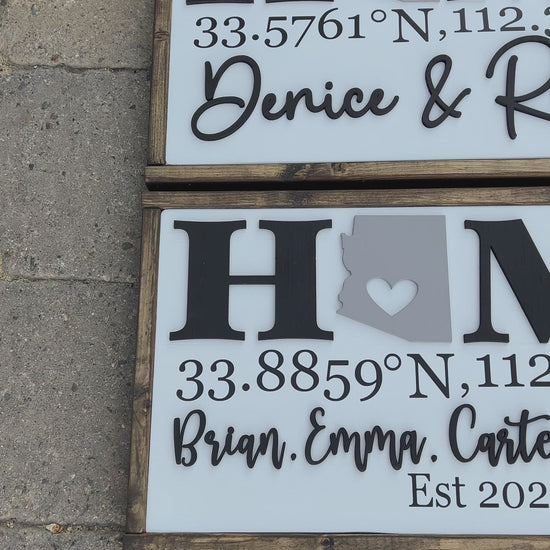 33.5761°N, 112.
Denice &
H M
33.8859°N, 112
Brian. Emma. Carte
Est 202